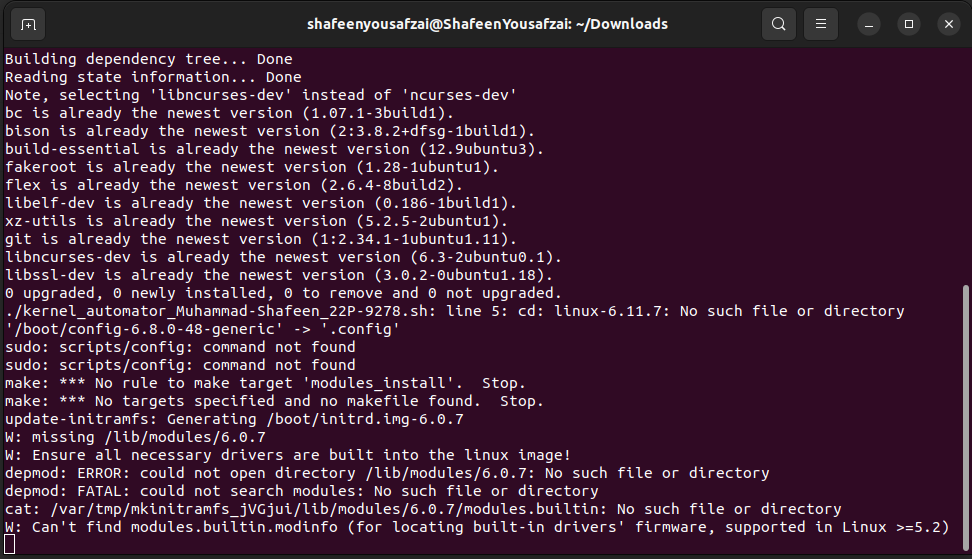 shafeenyousafzai@ShafeenYousafzai: ~/Downloads
Building dependency tree... Done
Reading state information... Done
Note, selecting 'libncurses-dev' instead of 'ncurses-dev'
bc is already the newest version (1.07.1-3build1).
bison is already the newest version (2:3.8.2+dfsg-1build1).
build-essential is already the newest version (12.9ubuntu3).
fakeroot is already the newest version (1.28-1ubuntu1).
flex is already the newest version (2.6.4-8build2).
libelf-dev is already the newest version (0.186-1build1).
xz-utils is already the newest version (5.2.5-2ubuntu1).
git is already the newest version (1:2.34.1-1ubuntu1.11).
libncurses-dev is already the newest version (6.3-2ubuntu0.1).
libssl-dev is already the newest version (3.0.2-0ubuntu1.18).
0 upgraded, 0 newly installed, 0 to remove and 0 not upgraded.
./kernel_automator_Muhammad-Shafeen_22P-9278.sh: line 5: cd: linux-6.11.7: No such file or directory
'/boot/config-6.8.0-48-generic' -> '.config'
sudo: scripts/config: command not found
sudo: scripts/config: command not found
make: *** No rule to make target 'modules_install'.  Stop.
make: *** No targets specified and no makefile found.  Stop.
update-initramfs: Generating /boot/initrd.img-6.0.7
W: missing /lib/modules/6.0.7
W: Ensure all necessary drivers are built into the linux image!
depmod: ERROR: could not open directory /lib/modules/6.0.7: No such file or directory
depmod: FATAL: could not search modules: No such file or directory
cat: /var/tmp/mkinitramfs_jVGjui/lib/modules/6.0.7/modules.builtin: No such file or directory
W: Can't find modules.builtin.modinfo (for locating built-in drivers' firmware, supported in Linux >=5.2)